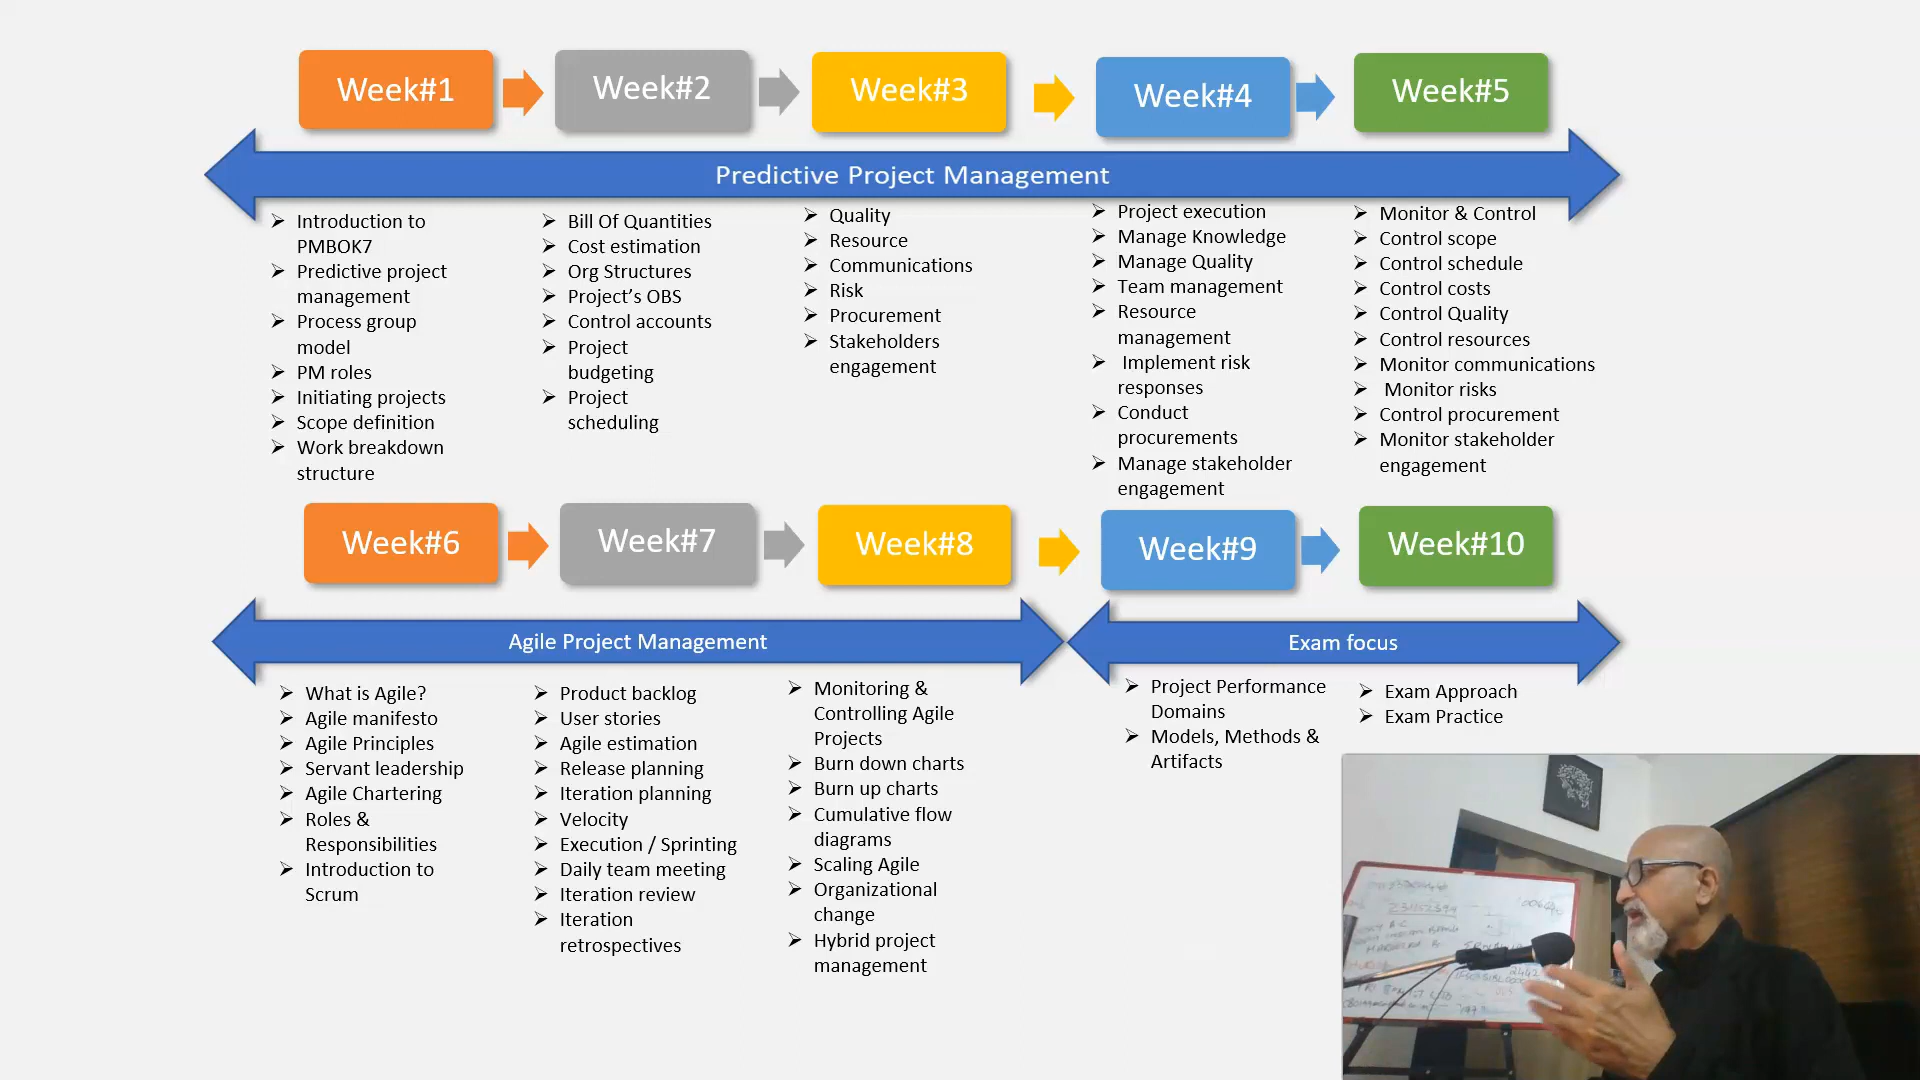 Week#1
Week#2
Week#3
Week#4
Week#5
Predictive Project Management
Introduction to
PMBOK7
Predictive project
management
Process group
model
PM roles
Initiating projects
Scope definition
Work breakdown
structure
Bill Of Quantities
Cost estimation
Org Structures
Project’s OBS
Control accounts
Project
budgeting
Project
scheduling
Quality
Resource
Communications
Risk
Procurement
Stakeholders
engagement
Project execution
Manage Knowledge
Manage Quality
Team management
Resource
management
Implement risk
responses
Conduct
procurements
Manage stakeholder
engagement
Monitor & Control
Control scope
Control schedule
Control costs
Control Quality
Control resources
Monitor communications
Monitor risks
Control procurement
Monitor stakeholder
engagement
Week#6
Week#7
Week#8
Week#9
Week#10
Agile Project Management
Exam focus
What is Agile?
Agile manifesto
Agile Principles
Servant leadership
Agile Chartering
Roles &
Responsibilities
Introduction to
Scrum
Product backlog
User stories
Agile estimation
Release planning
Iteration planning
Velocity
Execution / Sprinting
Daily team meeting
Iteration review
Iteration
retrospectives
Monitoring &
Controlling Agile
Projects
Burn down charts
Burn up charts
Cumulative flow
diagrams
Scaling Agile
Organizational
change
Hybrid project
management
Project Performance
Domains
Models, Methods &
Artifacts
Exam Approach
Exam Practice